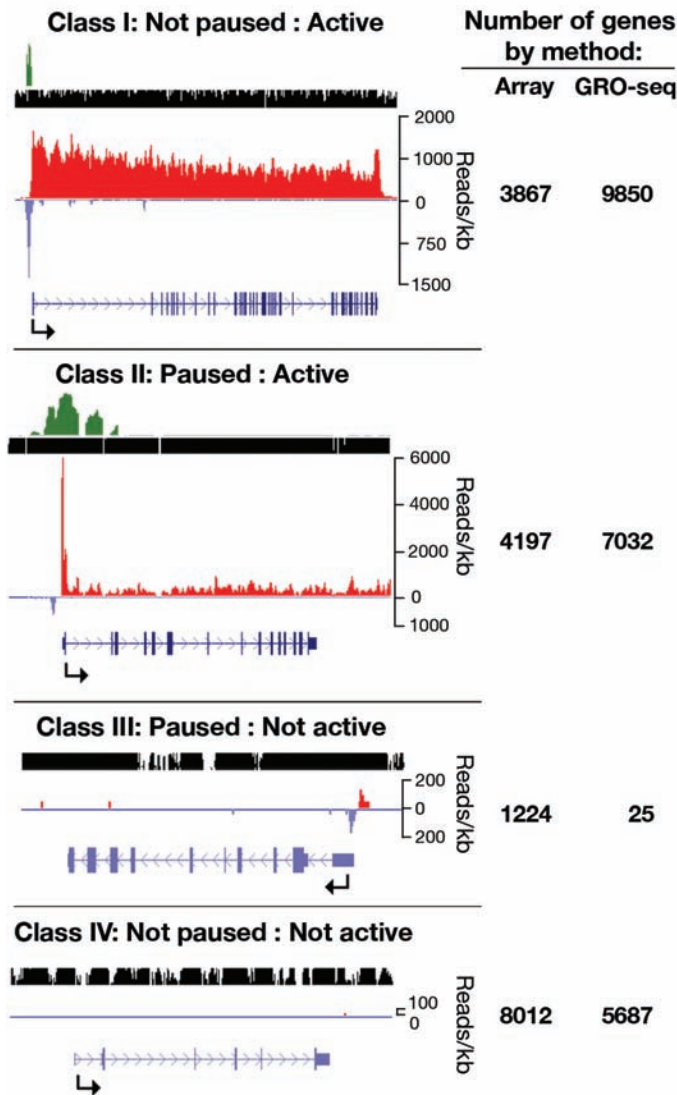 Class I: Not paused : Active
Number of genes
by method:
Array GRO-seq
2000
1000
0
750
1500
Reads/kb
3867 9850
Class II: Paused : Active
6000
4000
2000
0
1000
Reads/kb
4197 7032
Class III: Paused : Not active
200
0
200
Reads/kb
1224 25
Class IV: Not paused : Not active
100
0
Reads/kb
8012 5687